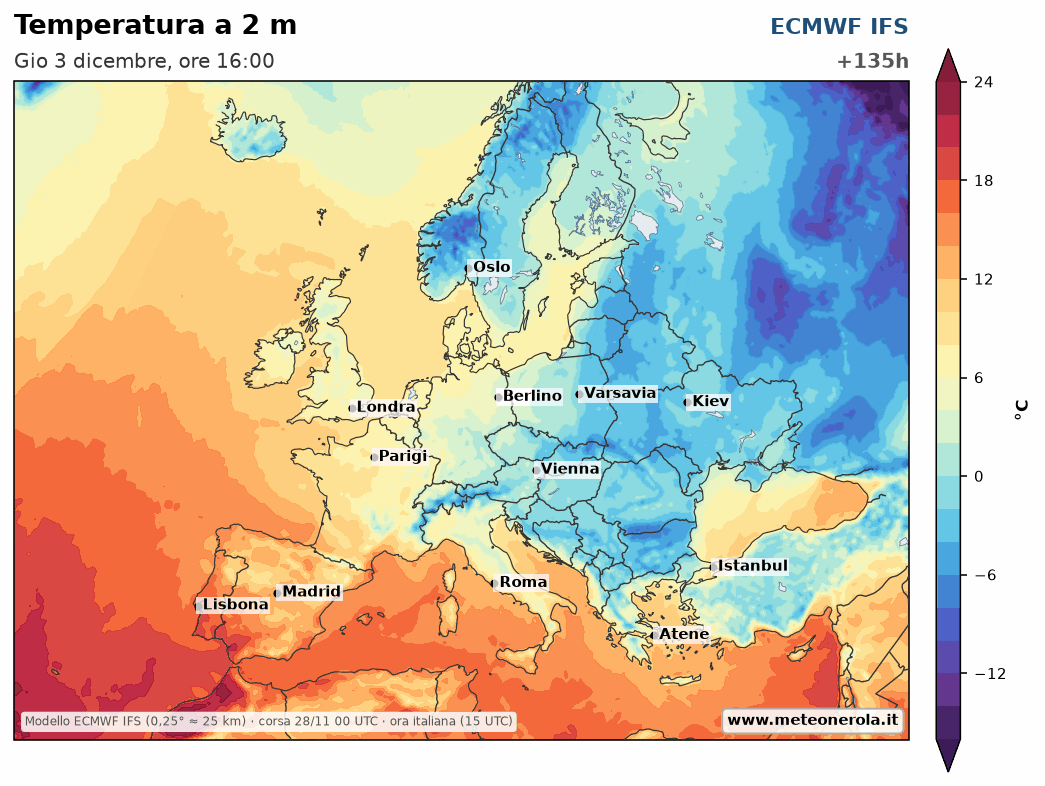 Temperatura a 2 m
ECMWF IFS
Gio 3 dicembre, ore 16:00
+135h
24
18
12
6
0
−6
−12
°C
Oslo
Londra
Berlino
Varsavia
Kiev
Parigi
Vienna
Istanbul
Roma
Madrid
Lisbona
Atene
Modello ECMWF IFS (0,25° ≈ 25 km) · corsa 28/11 00 UTC · ora italiana (15 UTC)
www.meteonerola.it